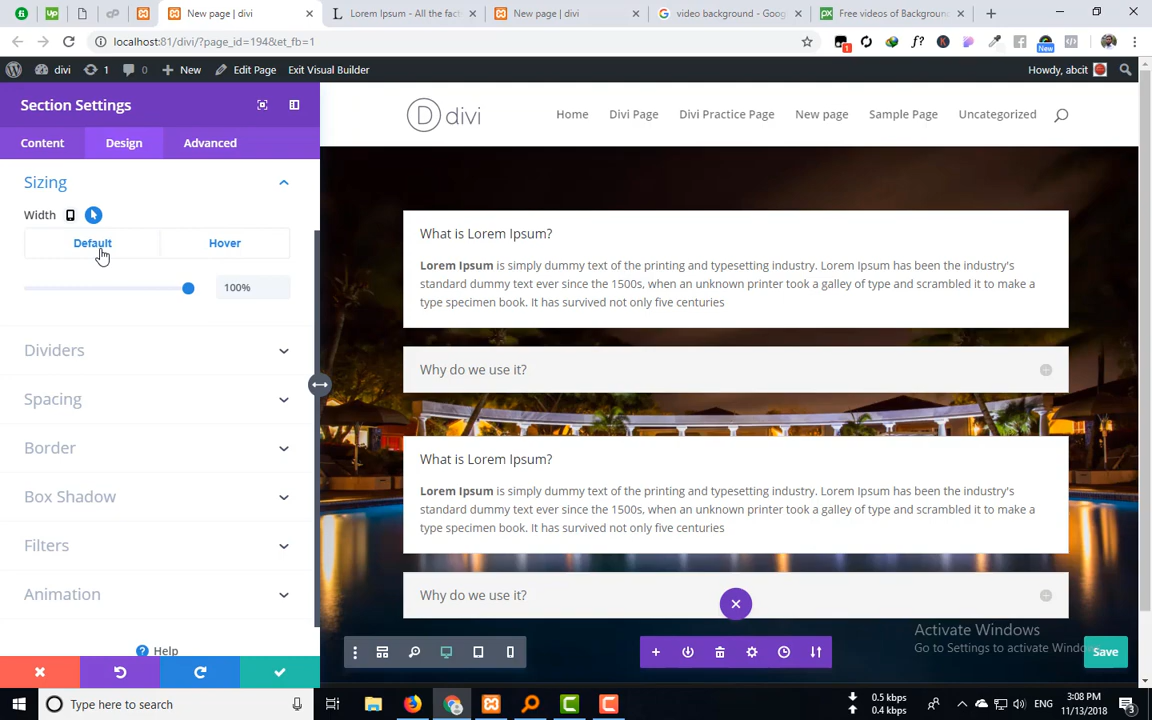 New page | divi
Lorem Ipsum - All the fac
New page | divi
video background - Goog
Free videos of Background
localhost:81/divi/?page_id=194&et_fb=1
1
New
divi
1
0
New
Edit Page
Exit Visual Builder
Howdy, abcit
Section Settings
Content
Design
Advanced
Sizing
Width
Default
Hover
100%
Dividers
Spacing
Border
Box Shadow
Filters
Animation
Help
divi
Home
Divi Page
Divi Practice Page
New page
Sample Page
Uncategorized
What is Lorem Ipsum?
Lorem Ipsum is simply dummy text of the printing and typesetting industry. Lorem Ipsum has been the industry's
standard dummy text ever since the 1500s, when an unknown printer took a galley of type and scrambled it to make a
type specimen book. It has survived not only five centuries
Why do we use it?
What is Lorem Ipsum?
Lorem Ipsum is simply dummy text of the printing and typesetting industry. Lorem Ipsum has been the industry's
standard dummy text ever since the 1500s, when an unknown printer took a galley of type and scrambled it to make a
type specimen book. It has survived not only five centuries
Why do we use it?
Activate Windows
Go to Settings to activate Windo
Save
Type here to search
0.5 kbps
0.4 kbps
ENG
3:08 PM
11/13/2018
3